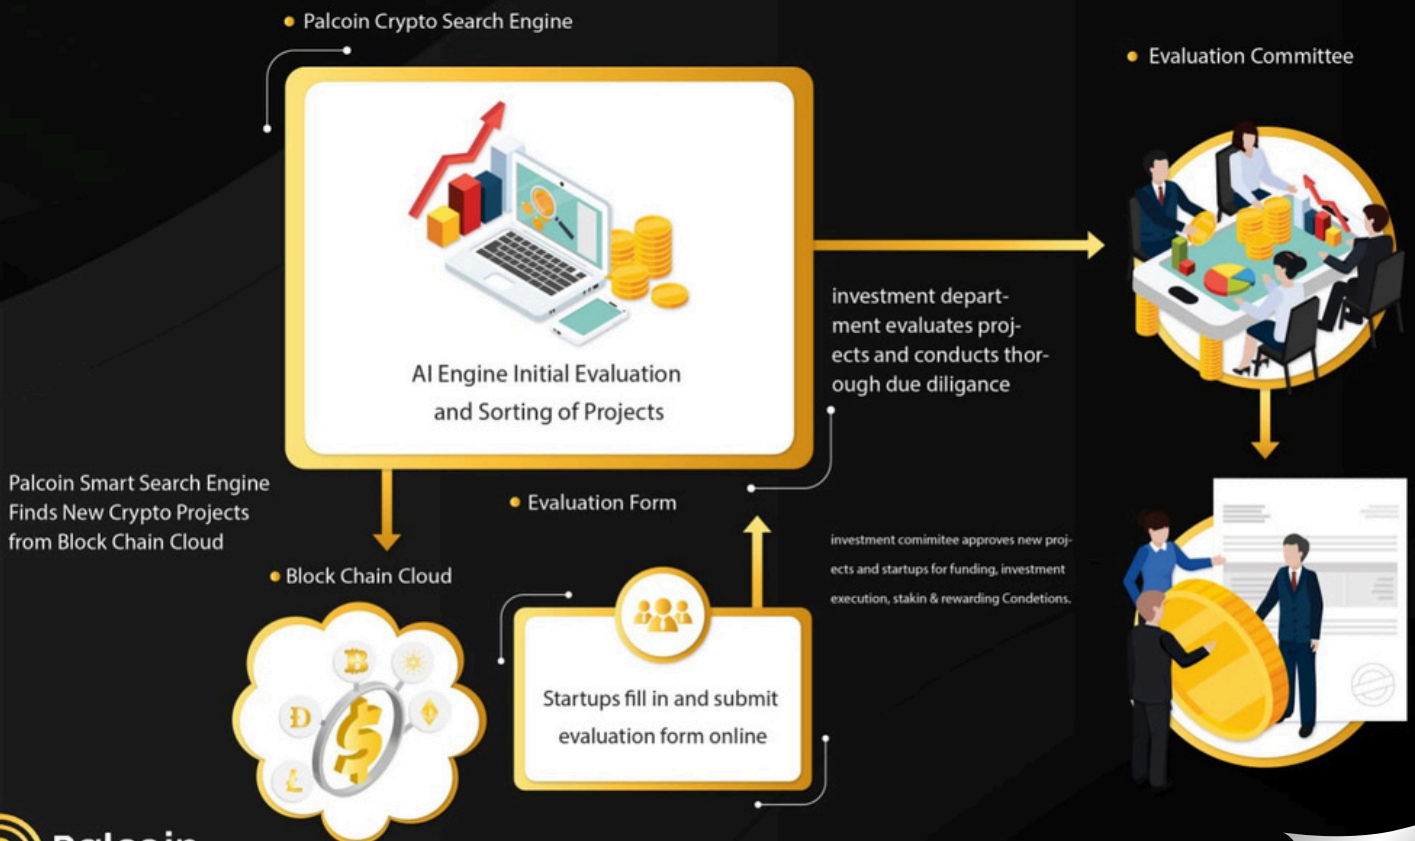 Palcoin Crypto Search Engine
Evaluation Committee
AI Engine Initial Evaluation
and Sorting of Projects
investment depart-
ment evaluates proj-
ects and conducts thor-
ough due diligance
Palcoin Smart Search Engine
Finds New Crypto Projects
from Block Chain Cloud
Evaluation Form
Block Chain Cloud
investment comimitee approves new proj-
ects and startups for funding, investment
execution, stakin & rewarding Condetions.
Startups fill in and submit
evaluation form online
Palcoin